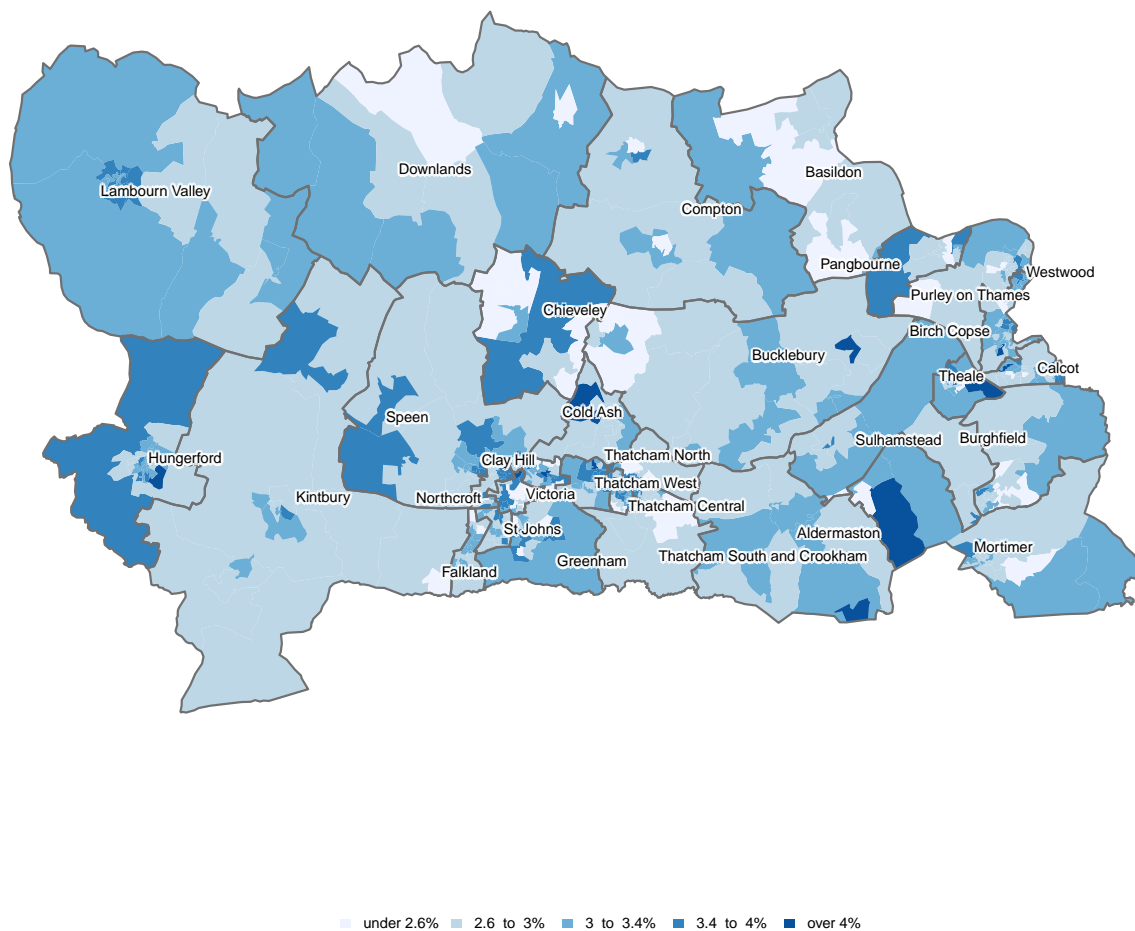 Downlands
Basildon
Lambourn Valley
Compton
Pangbourne
Westwood
Purley on Thames
Chieveley
Birch Copse
Bucklebury
Calcot
Theale
Cold Ash
Speen
Sulhamstead
Burghfield
Thatcham North
Hungerford
Clay Hill
Thatcham West
Kintbury
Northcroft
Victoria
Thatcham Central
St Johns
Aldermaston
Mortimer
Thatcham South and Crookham
Greenham
Falkland
under 2.6% 2.6 to 3% 3 to 3.4% 3.4 to 4% over 4%